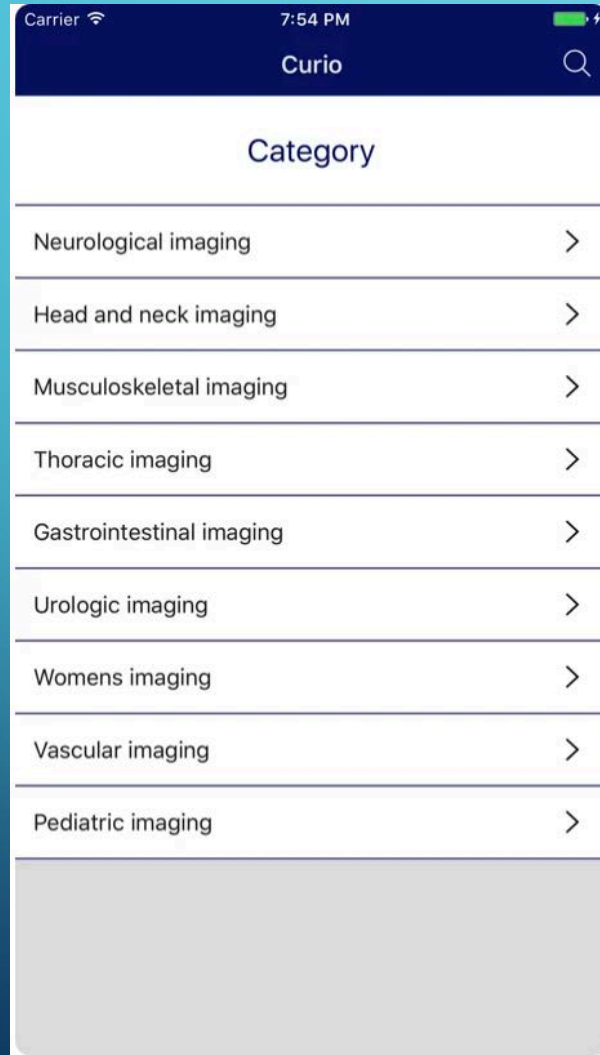 Carrier
7:54 PM
Curio
Category
Neurological imaging
Head and neck imaging
Musculoskeletal imaging
Thoracic imaging
Gastrointestinal imaging
Urologic imaging
Womens imaging
Vascular imaging
Pediatric imaging